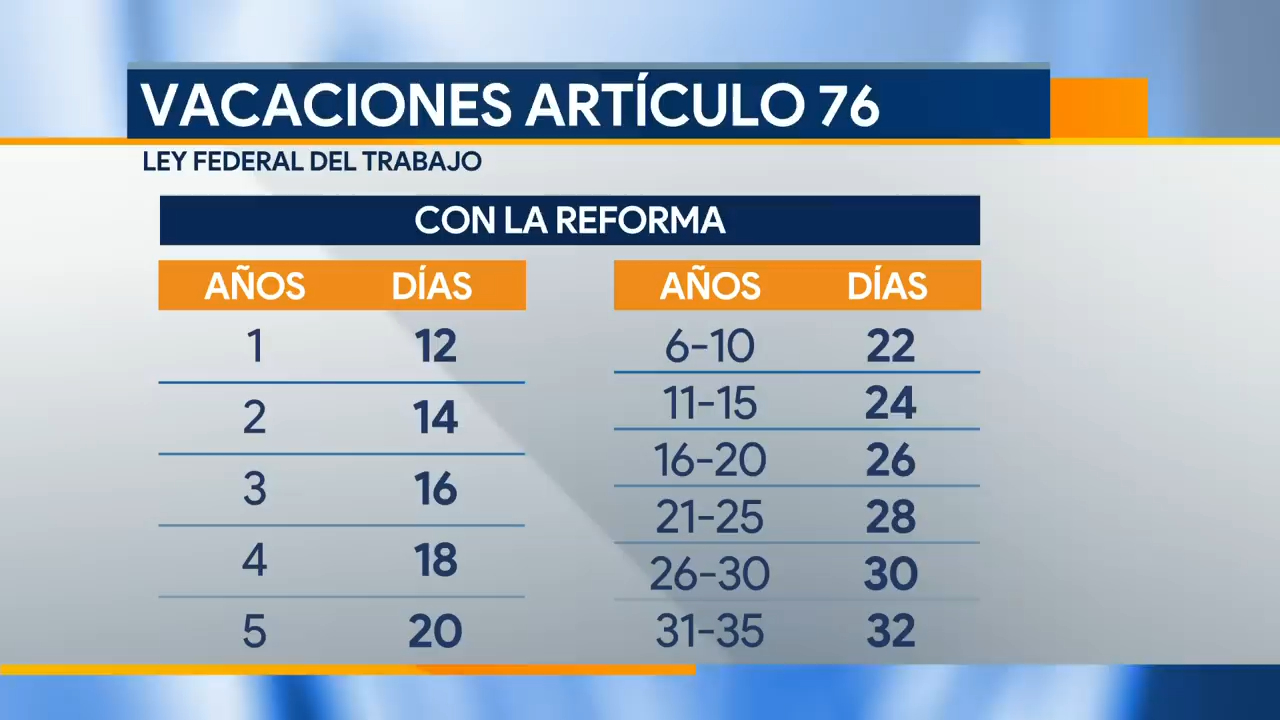 VACACIONES ARTÍCULO 76
LEY FEDERAL DEL TRABAJO
CON LA REFORMA
AÑOS DÍAS
1 12
2 14
3 16
4 18
5 20
AÑOS DÍAS
6-10 22
11-15 24
16-20 26
21-25 28
26-30 30
31-35 32